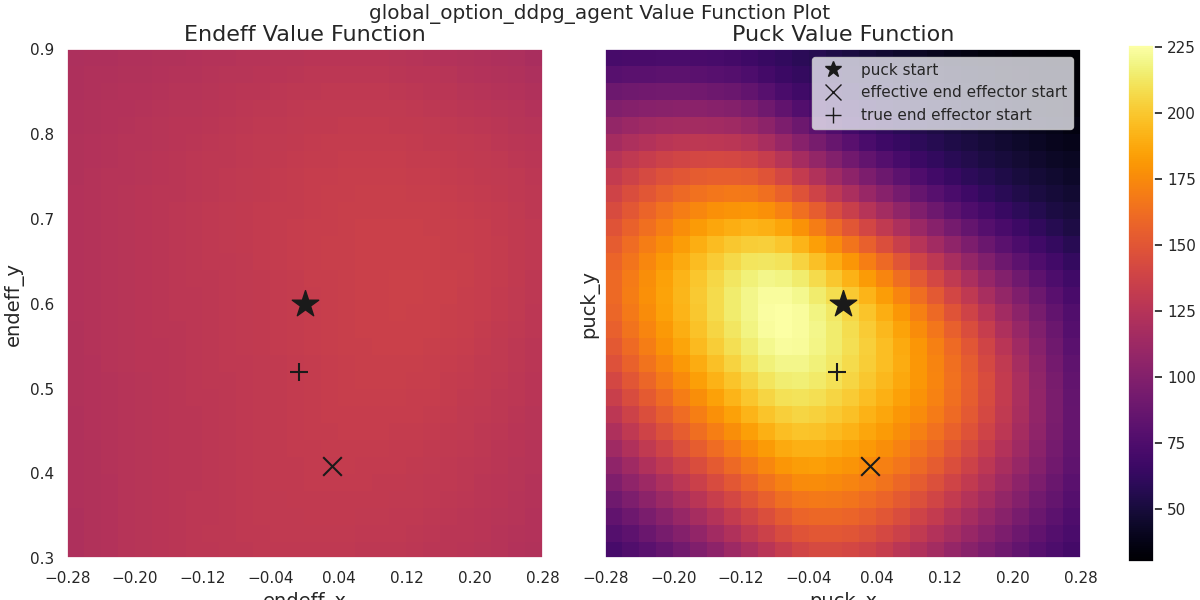 global_option_ddpg_agent Value Function Plot
Endeff Value Function
Puck Value Function
endeff_y
0.9
0.8
0.7
0.6
0.5
0.4
0.3
−0.28 −0.20 −0.12 −0.04 0.04 0.12 0.20 0.28
endeff_x
puck_y
puck start
effective end effector start
true end effector start
−0.28 −0.20 −0.12 −0.04 0.04 0.12 0.20 0.28
puck_x
225
200
175
150
125
100
75
50